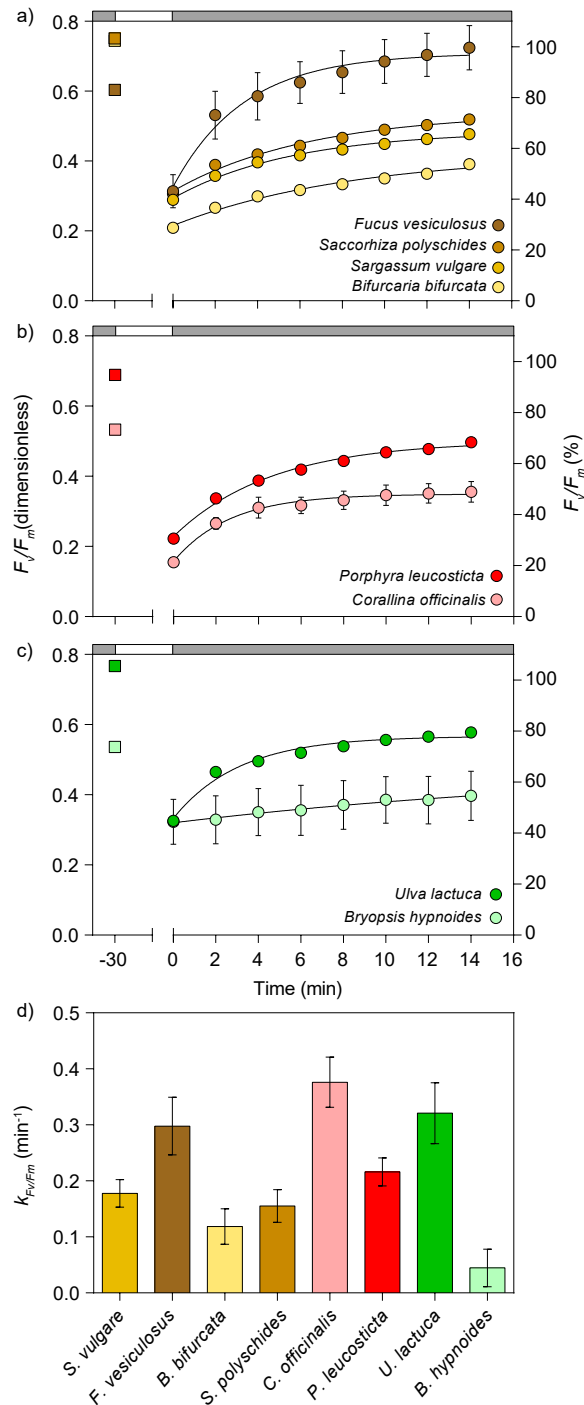 a)
0.8
0.6
0.4
0.2
0.0
100
80
60
40
20
0
Fucus vesiculosus
Saccorhiza polyschides
Sargassum vulgare
Bifurcaria bifurcata
b)
0.8
0.6
0.4
0.2
0.0
100
80
60
40
20
0
Fv/Fm (dimensionless)
Fv/Fm (%)
Porphyra leucosticta
Corallina officinalis
c)
0.8
0.6
0.4
0.2
0.0
100
80
60
40
20
0
Ulva lactuca
Bryopsis hypnoides
-30 0 2 4 6 8 10 12 14 16
Time (min)
d)
0.5
0.4
0.3
0.2
0.1
0.0
kFv/Fm (min⁻¹)
S. vulgare
F. vesiculosus
B. bifurcata
S. polyschides
C. officinalis
P. leucosticta
U. lactuca
B. hypnoides